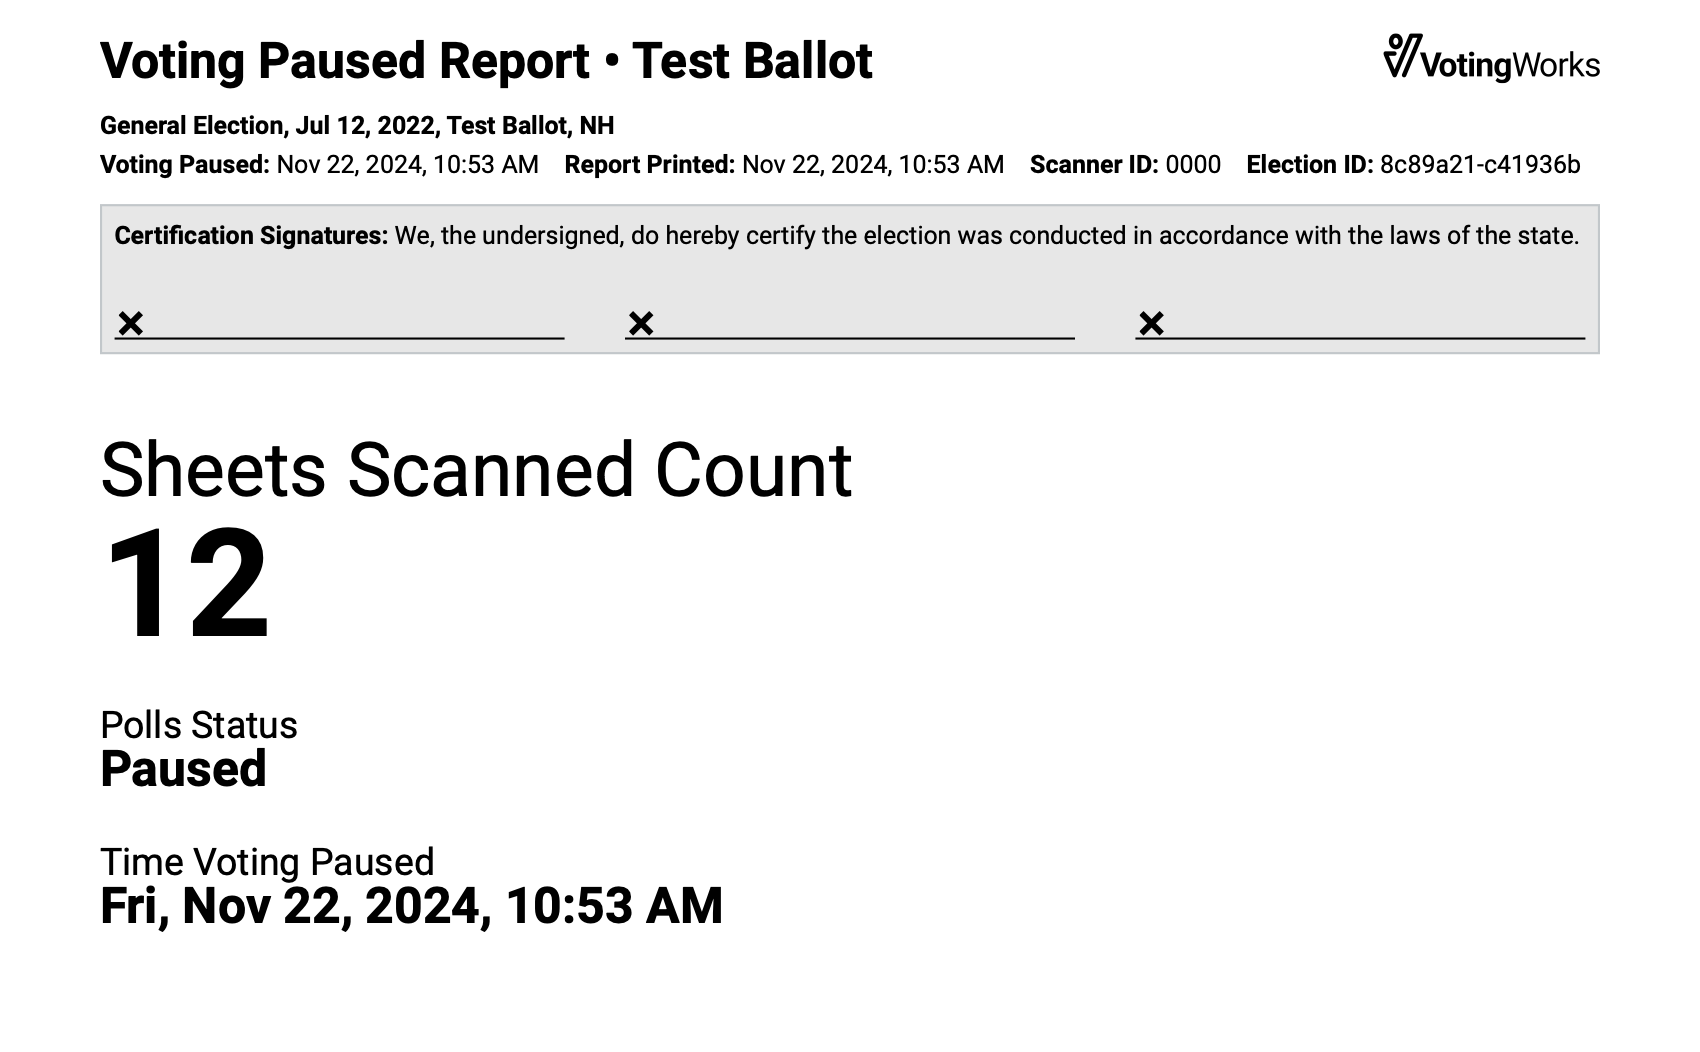 Voting Paused Report • Test Ballot
VotingWorks
General Election, Jul 12, 2022, Test Ballot, NH
Voting Paused: Nov 22, 2024, 10:53 AM Report Printed: Nov 22, 2024, 10:53 AM Scanner ID: 0000 Election ID: 8c89a21-c41936b
Certification Signatures: We, the undersigned, do hereby certify the election was conducted in accordance with the laws of the state.
Sheets Scanned Count
12
Polls Status
Paused
Time Voting Paused
Fri, Nov 22, 2024, 10:53 AM